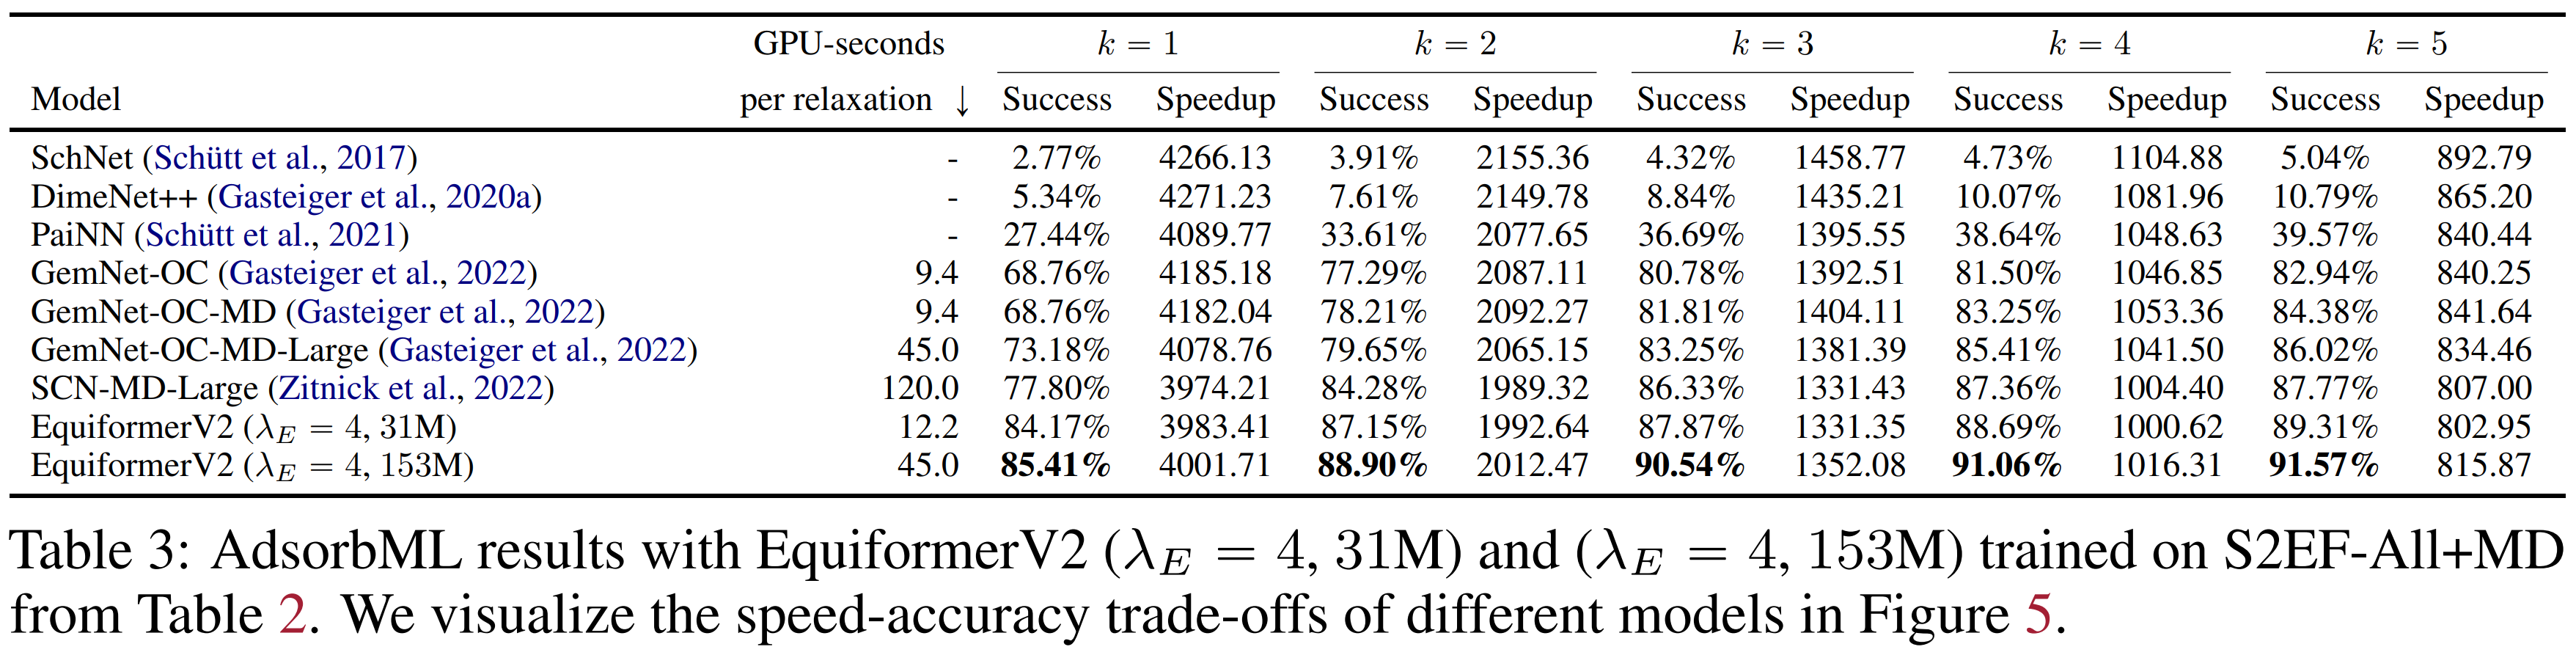 GPU-seconds k = 1 k = 2 k = 3 k = 4 k = 5
Model per relaxation ↓ Success Speedup Success Speedup Success Speedup Success Speedup Success Speedup
SchNet (Schütt et al., 2017) - 2.77% 4266.13 3.91% 2155.36 4.32% 1458.77 4.73% 1104.88 5.04% 892.79
DimeNet++ (Gasteiger et al., 2020a) - 5.34% 4271.23 7.61% 2149.78 8.84% 1435.21 10.07% 1081.96 10.79% 865.20
PaiNN (Schütt et al., 2021) - 27.44% 4089.77 33.61% 2077.65 36.69% 1395.55 38.64% 1048.63 39.57% 840.44
GemNet-OC (Gasteiger et al., 2022) 9.4 68.76% 4185.18 77.29% 2087.11 80.78% 1392.51 81.50% 1046.85 82.94% 840.25
GemNet-OC-MD (Gasteiger et al., 2022) 9.4 68.76% 4182.04 78.21% 2092.27 81.81% 1404.11 83.25% 1053.36 84.38% 841.64
GemNet-OC-MD-Large (Gasteiger et al., 2022) 45.0 73.18% 4078.76 79.65% 2065.15 83.25% 1381.39 85.41% 1041.50 86.02% 834.46
SCN-MD-Large (Zitnick et al., 2022) 120.0 77.80% 3974.21 84.28% 1989.32 86.33% 1331.43 87.36% 1004.40 87.77% 807.00
EquiformerV2 (λ_E = 4, 31M) 12.2 84.17% 3983.41 87.15% 1992.64 87.87% 1331.35 88.69% 1000.62 89.31% 802.95
EquiformerV2 (λ_E = 4, 153M) 45.0 85.41% 4001.71 88.90% 2012.47 90.54% 1352.08 91.06% 1016.31 91.57% 815.87
Table 3: AdsorbML results with EquiformerV2 (λ_E = 4, 31M) and (λ_E = 4, 153M) trained on S2EF-All+MD
from Table 2. We visualize the speed-accuracy trade-offs of different models in Figure 5.